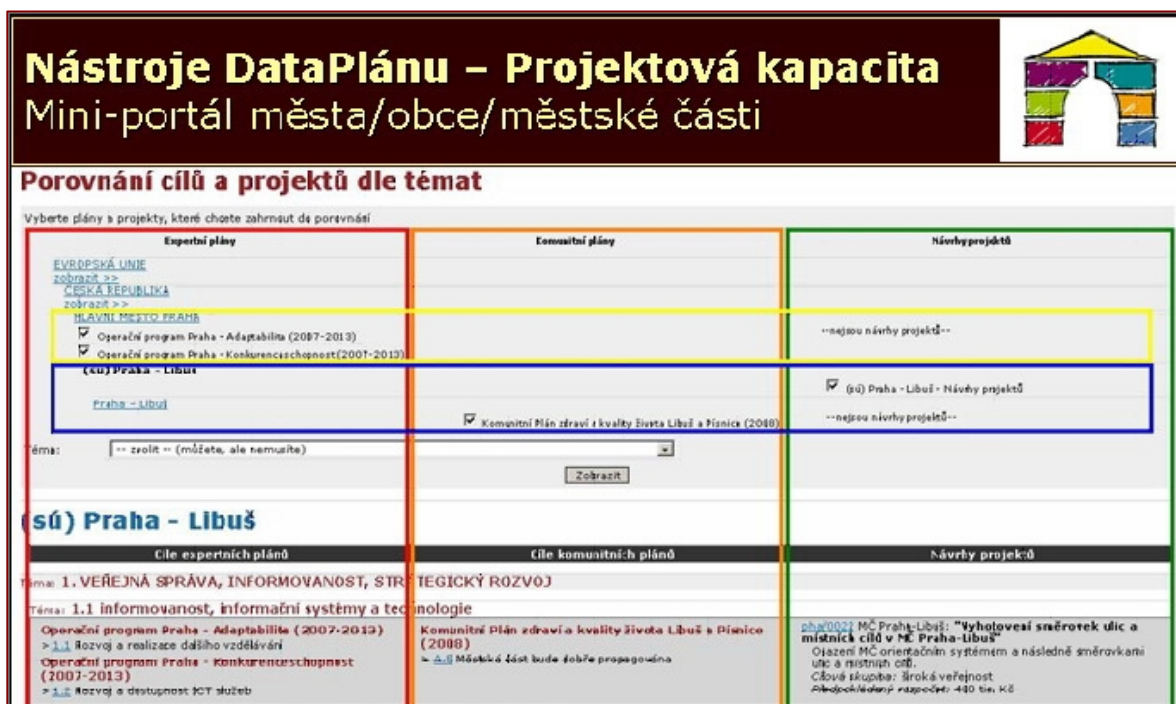 Nástroje DataPlánu – Projektová kapacita
Mini-portál města/obce/městské části
Porovnání cílů a projektů dle témat
Vyberte plány a projekty, které chcete zahrnout do porovnání
Expertní plány Komunitní plány Návrhy projektů
EVROPSKÁ UNIE
zobrazit >>
ČESKÁ REPUBLIKA
zobrazit >>
HLAVNÍ MĚSTO PRAHA
Operační program Praha - Adaptabilita (2007-2013) --nejsou návrhy projektů--
Operační program Praha - Konkurenceschopnost(2007-2013)
(sú) Praha - Libuš
(sú) Praha - Libuš - Návrhy projektů
Praha - Libuš
Komunitní Plán zdraví a kvality života Libuš a Písnice (2008) --nejsou návrhy projektů--
Téma: -- zvolit -- (můžete, ale nemusíte)
Zobrazit
(sú) Praha - Libuš
Cíle expertních plánů Cíle komunitních plánů Návrhy projektů
Téma: 1. VEŘEJNÁ SPRÁVA, INFORMOVANOST, STRATEGICKÝ ROZVOJ
Téma: 1.1 informovanost, informační systémy a technologie
Operační program Praha - Adaptabilita (2007-2013)
> 1.1 Rozvoj a realizace dalšího vzdělávání
Operační program Praha - Konkurenceschopnost
(2007-2013)
> 1.2 Rozvoj a dostupnost ICT služeb
Komunitní Plán zdraví a kvality života Libuš a Písnice
(2008)
> A.5 Městská část bude dobře propagována
pha/0022 MČ Praha-Libuš: "Vyhotovení směrovek ulic a
místních cílů v MČ Praha-Libuš"
Osazení MČ orientačním systémem a následně směrovkami
ulic a místních cílů.
Cílová skupina: široká veřejnost
Předpokládaný rozpočet: 400 tis. Kč